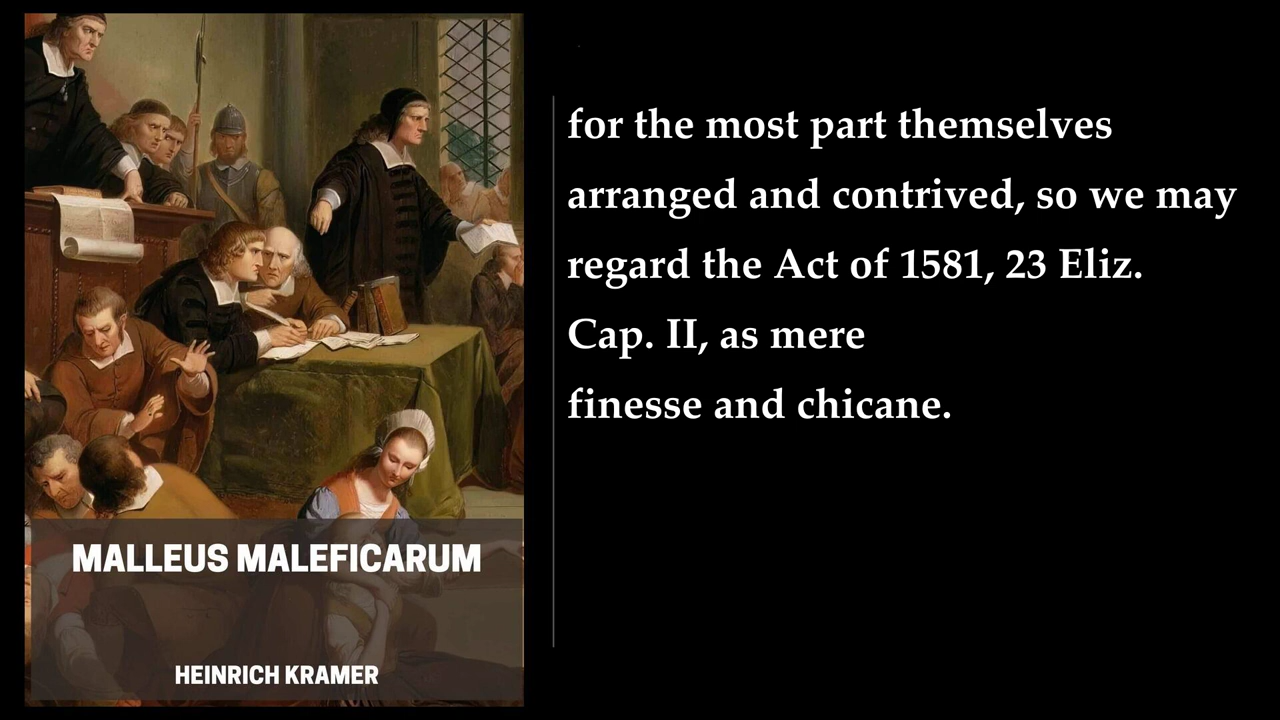 MALLEUS MALEFICARUM
HEINRICH KRAMER
for the most part themselves
arranged and contrived, so we may
regard the Act of 1581, 23 Eliz.
Cap. II, as mere
finesse and chicane.